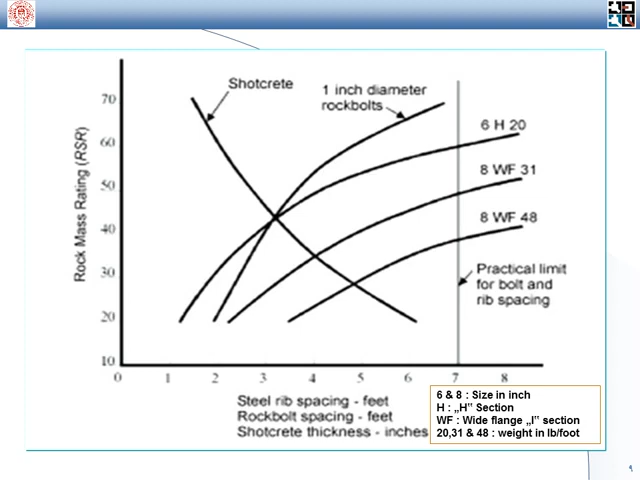 Shotcrete
1 inch diameter
rockbolts
6 H 20
8 WF 31
8 WF 48
Practical limit
for bolt and
rib spacing
Rock Mass Rating (RSR)
70
60
50
40
30
20
10
0 1 2 3 4 5 6 7 8
Steel rib spacing - feet
Rockbolt spacing - feet
Shotcrete thickness - inches
6 & 8 : Size in inch
H : „H‟ Section
WF : Wide flange „I‟ section
20,31 & 48 : weight in lb/foot